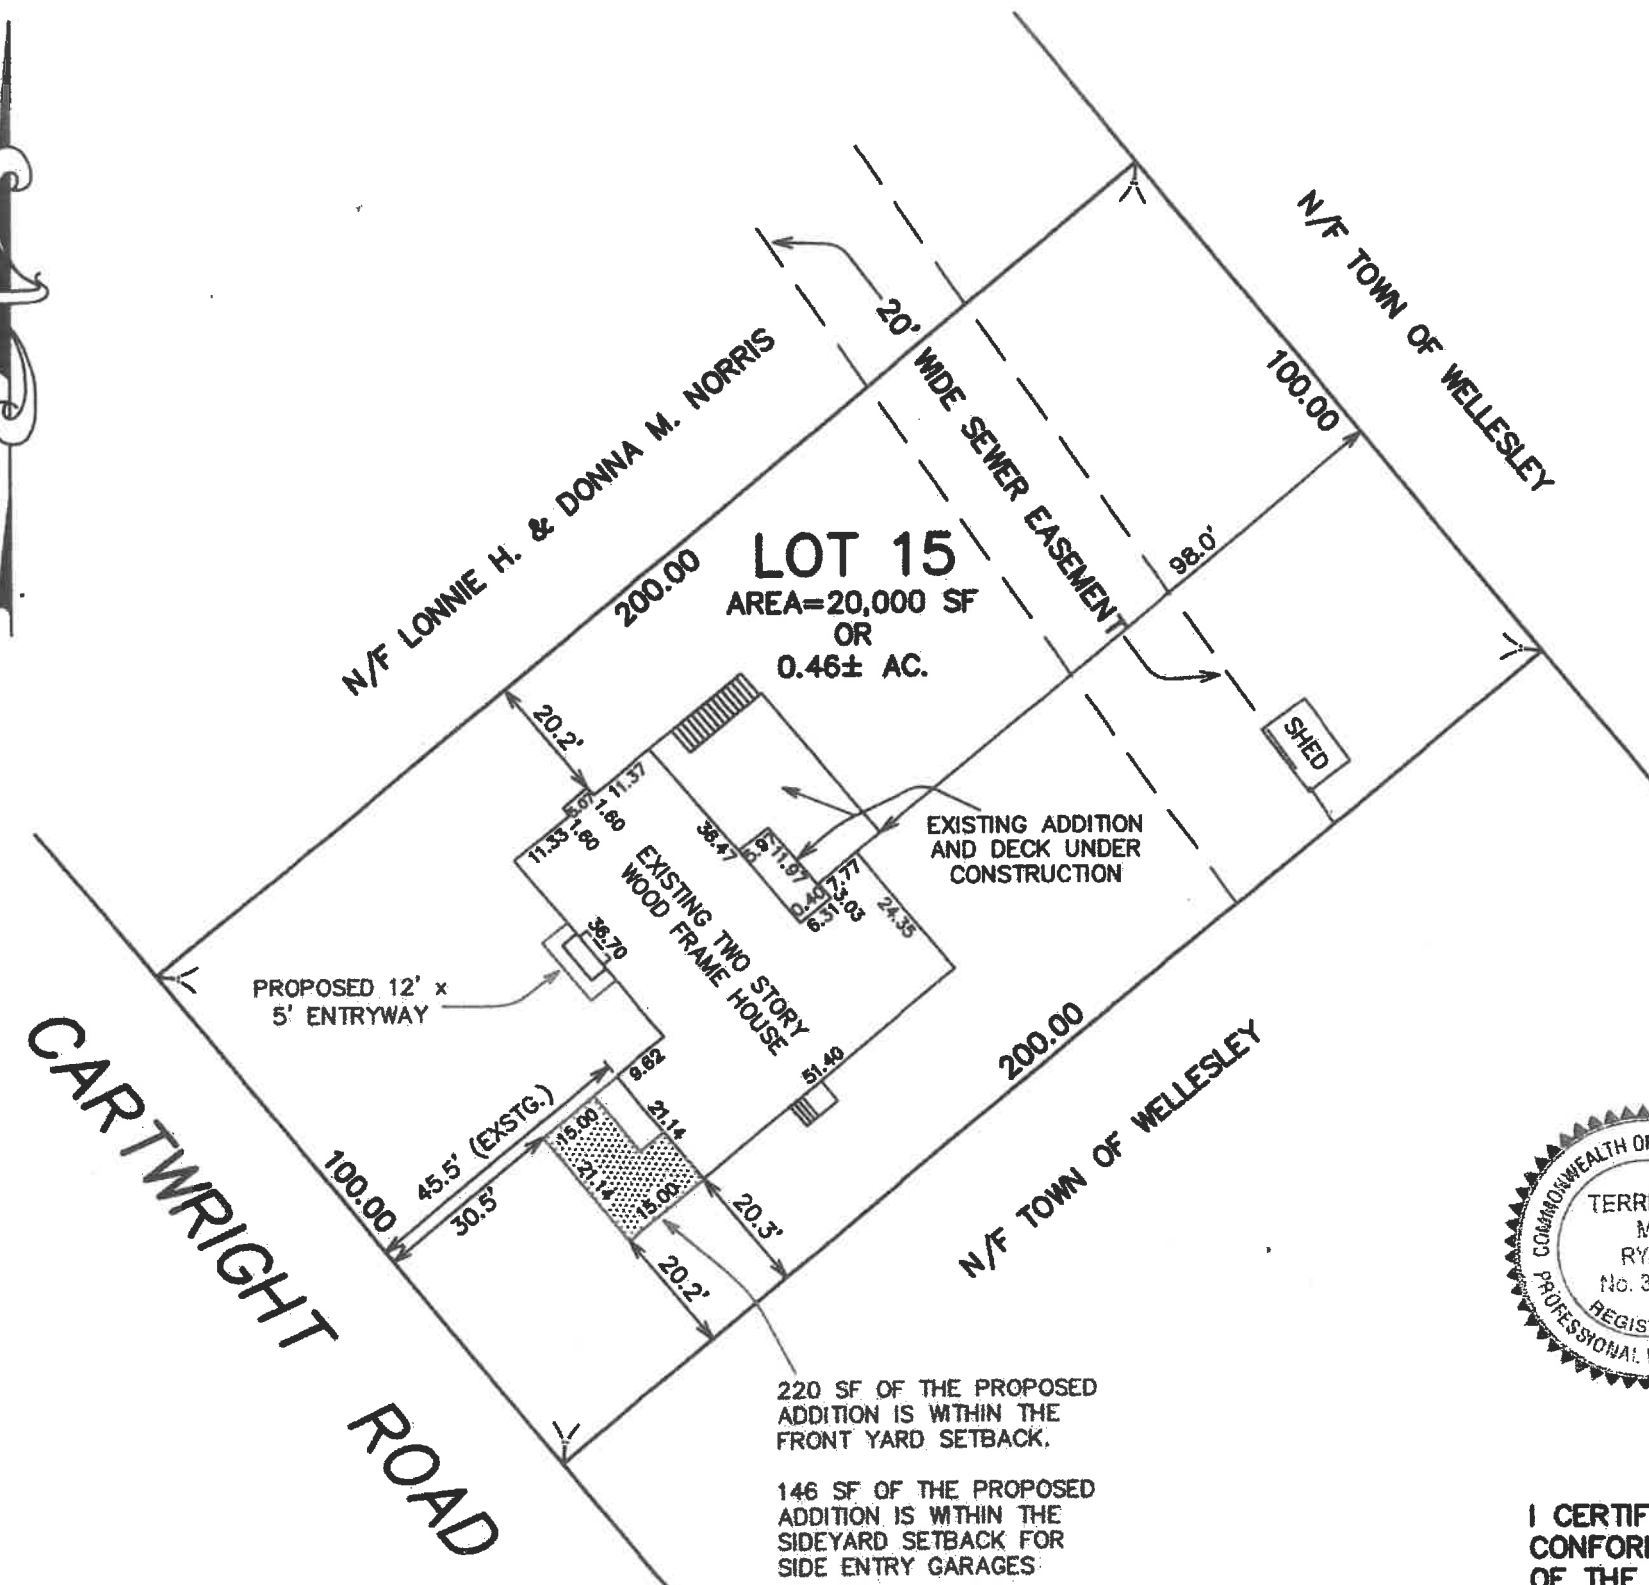 N/F TOWN OF WELLESLEY
100.00
20' WIDE SEWER EASEMENT
N/F LONNIE H. & DONNA M. NORRIS
200.00
LOT 15
AREA=20,000 SF
OR
0.46± AC.
98.0'
SHED
20.2'
11.37
5.07
1.60
1.60
11.33
38.47
11.97
7.77
0.40
3.03
6.31
24.35
EXISTING ADDITION
AND DECK UNDER
CONSTRUCTION
EXISTING TWO STORY
WOOD FRAME HOUSE
36.70
PROPOSED 12' x
5' ENTRYWAY
9.62
51.40
200.00
N/F TOWN OF WELLESLEY
45.5' (EXSTG.)
30.5'
15.00
21.14
21.14
15.00
20.3'
20.2'
100.00
CARTWRIGHT ROAD
220 SF OF THE PROPOSED
ADDITION IS WITHIN THE
FRONT YARD SETBACK.
146 SF OF THE PROPOSED
ADDITION IS WITHIN THE
SIDEYARD SETBACK FOR
SIDE ENTRY GARAGES
COMMONWEALTH
PROFESSIONAL
No. 3
I CERTIF
CONFOR
OF THE